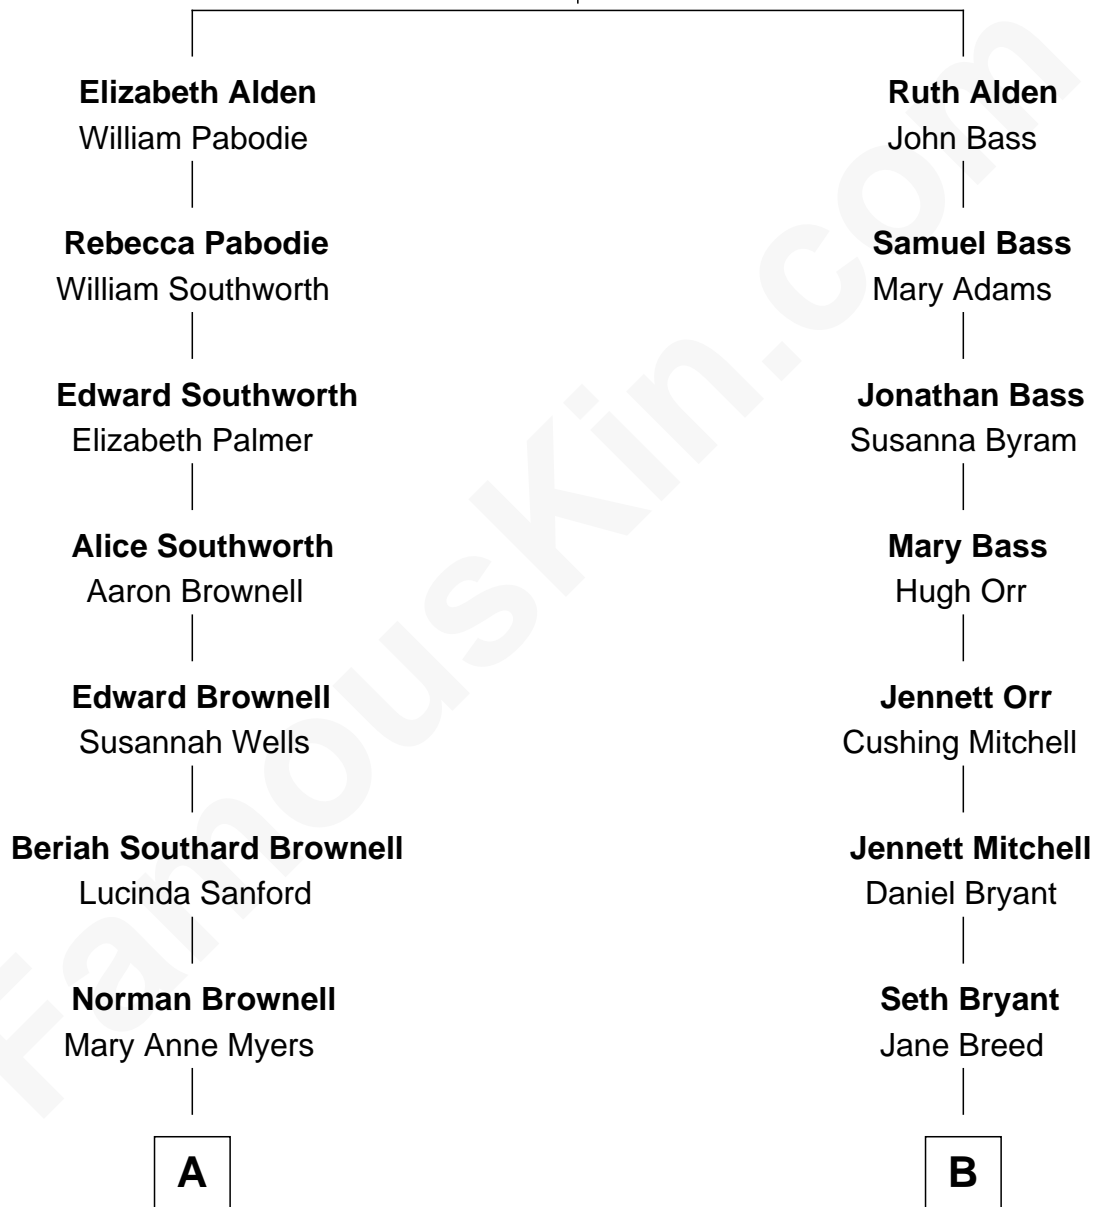 Elizabeth Alden
William Pabodie
Ruth Alden
John Bass
Rebecca Pabodie
William Southworth
Samuel Bass
Mary Adams
Edward Southworth
Elizabeth Palmer
Jonathan Bass
Susanna Byram
Alice Southworth
Aaron Brownell
Mary Bass
Hugh Orr
Edward Brownell
Susannah Wells
Jennett Orr
Cushing Mitchell
Beriah Southard Brownell
Lucinda Sanford
Jennett Mitchell
Daniel Bryant
Norman Brownell
Mary Anne Myers
Seth Bryant
Jane Breed
A
B
FamousKin.com